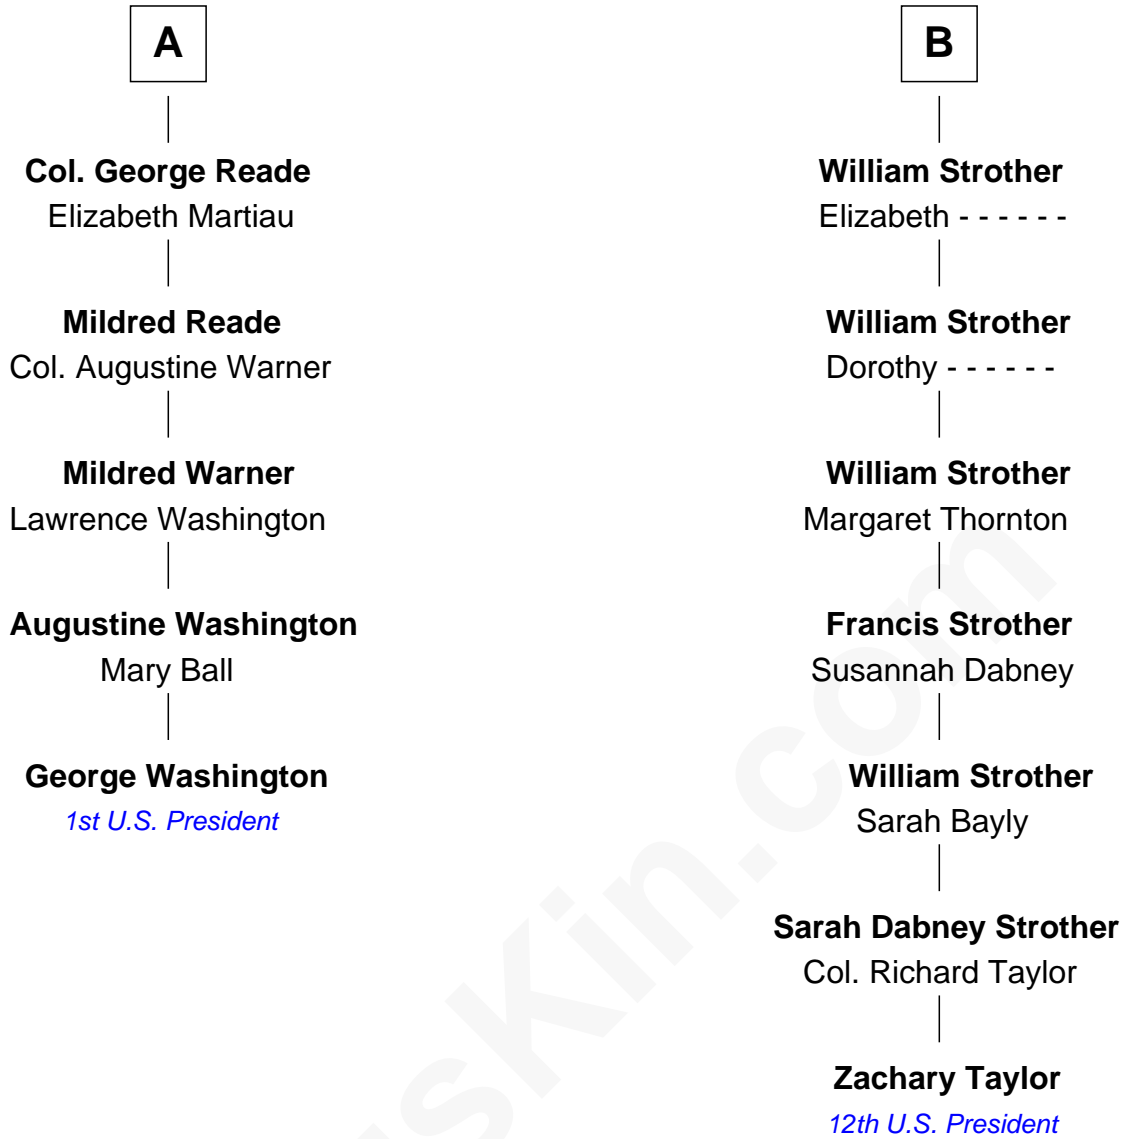 A
Col. George Reade
Elizabeth Martiau
Mildred Reade
Col. Augustine Warner
Mildred Warner
Lawrence Washington
Augustine Washington
Mary Ball
George Washington
1st U.S. President
B
William Strother
Elizabeth - - - - - -
William Strother
Dorothy - - - - - -
William Strother
Margaret Thornton
Francis Strother
Susannah Dabney
William Strother
Sarah Bayly
Sarah Dabney Strother
Col. Richard Taylor
Zachary Taylor
12th U.S. President
sKin.com